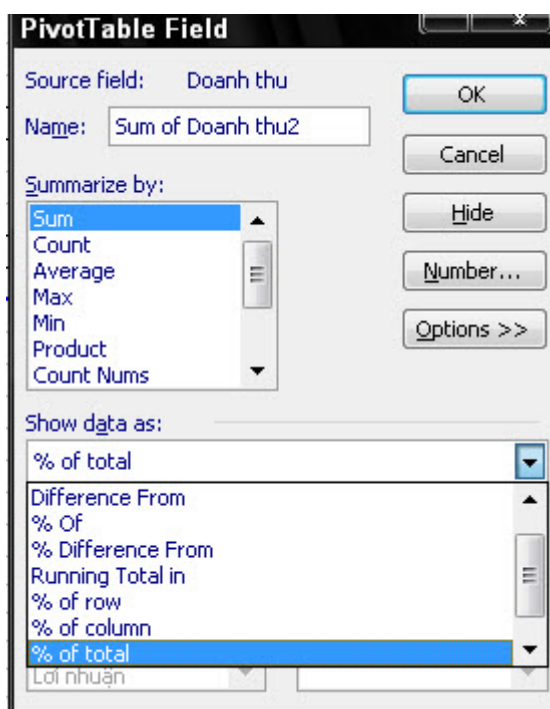 PivotTable Field
Source field: Doanh thu
OK
Name: Sum of Doanh thu2
Cancel
Summarize by:
Hide
Sum
Count
Average
Number...
Max
Min
Options >>
Product
Count Nums
Show data as:
% of total
Difference From
% Of
% Difference From
Running Total in
% of row
% of column
% of total
Lợi nhuận